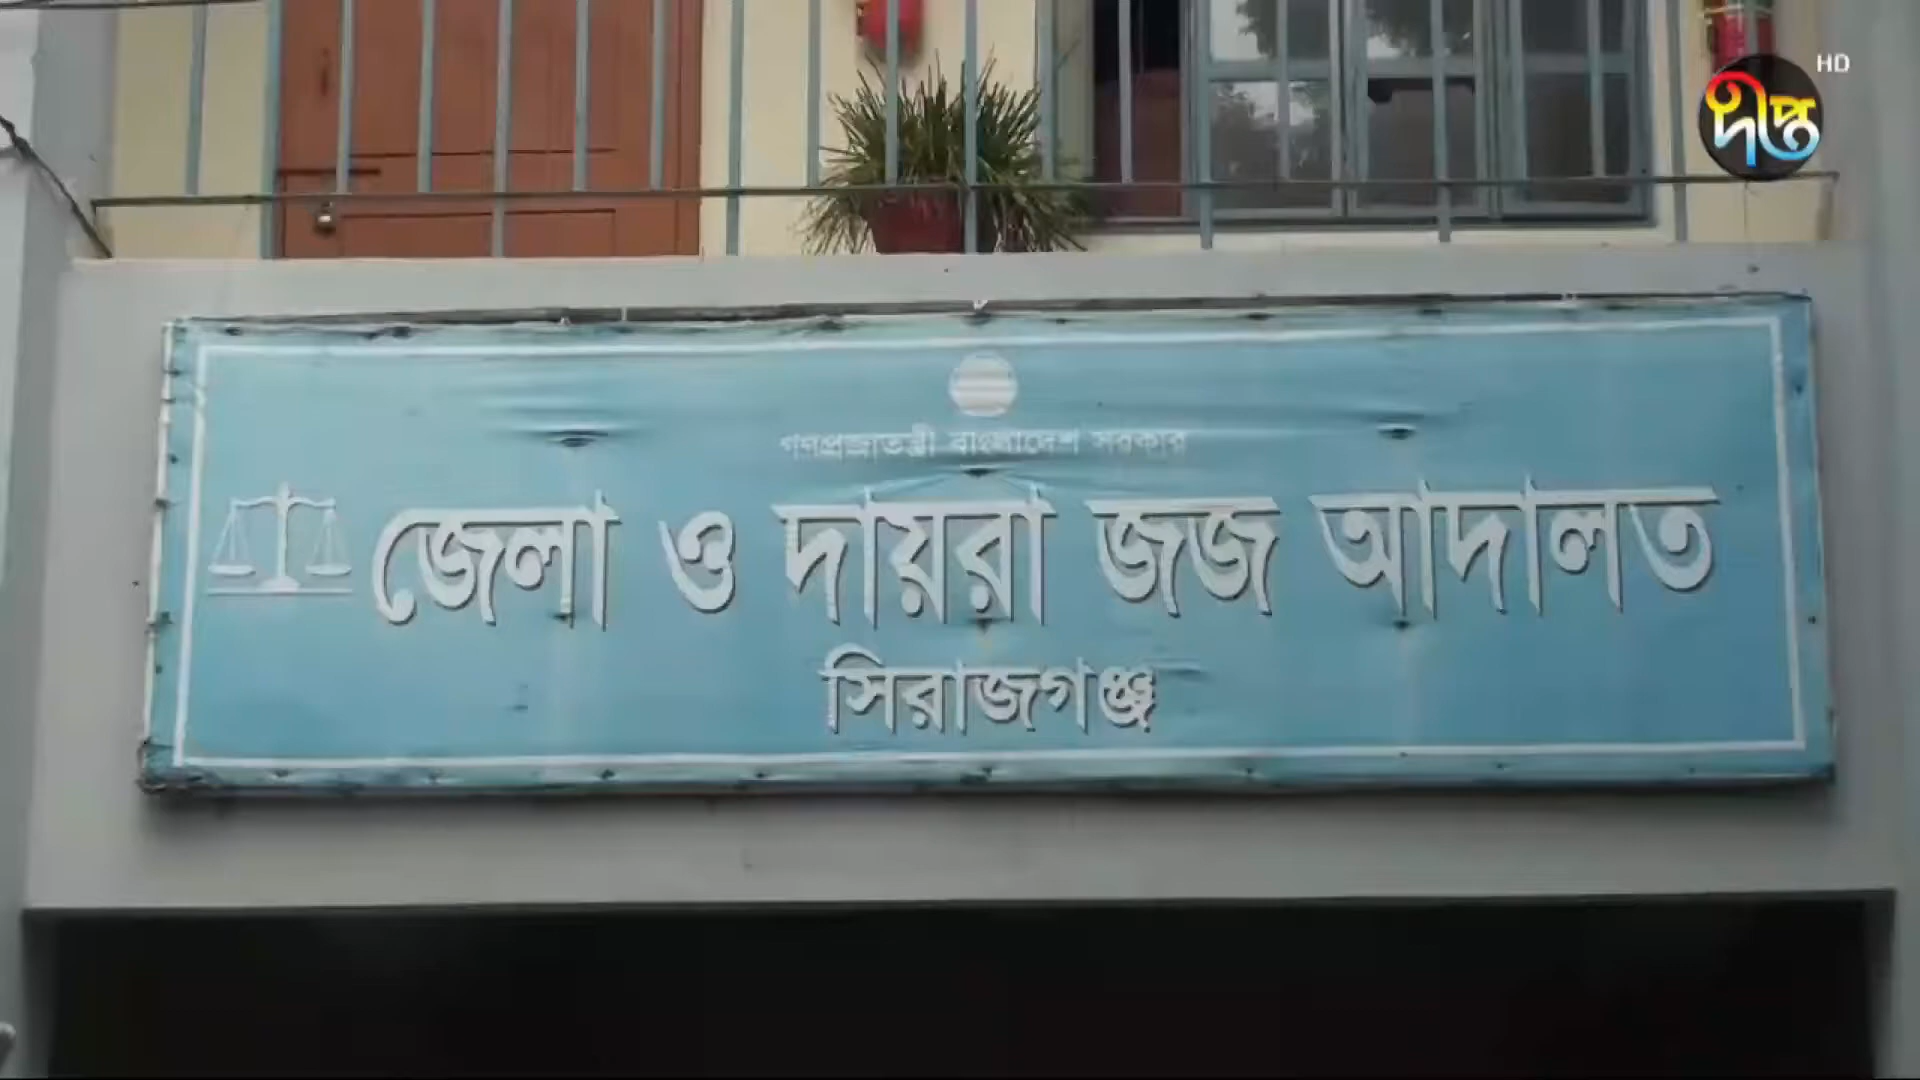 দীপ্ত
HD
গণপ্রজাতন্ত্রী বাংলাদেশ সরকার
জেলা ও দায়রা জজ আদালত
সিরাজগঞ্জ